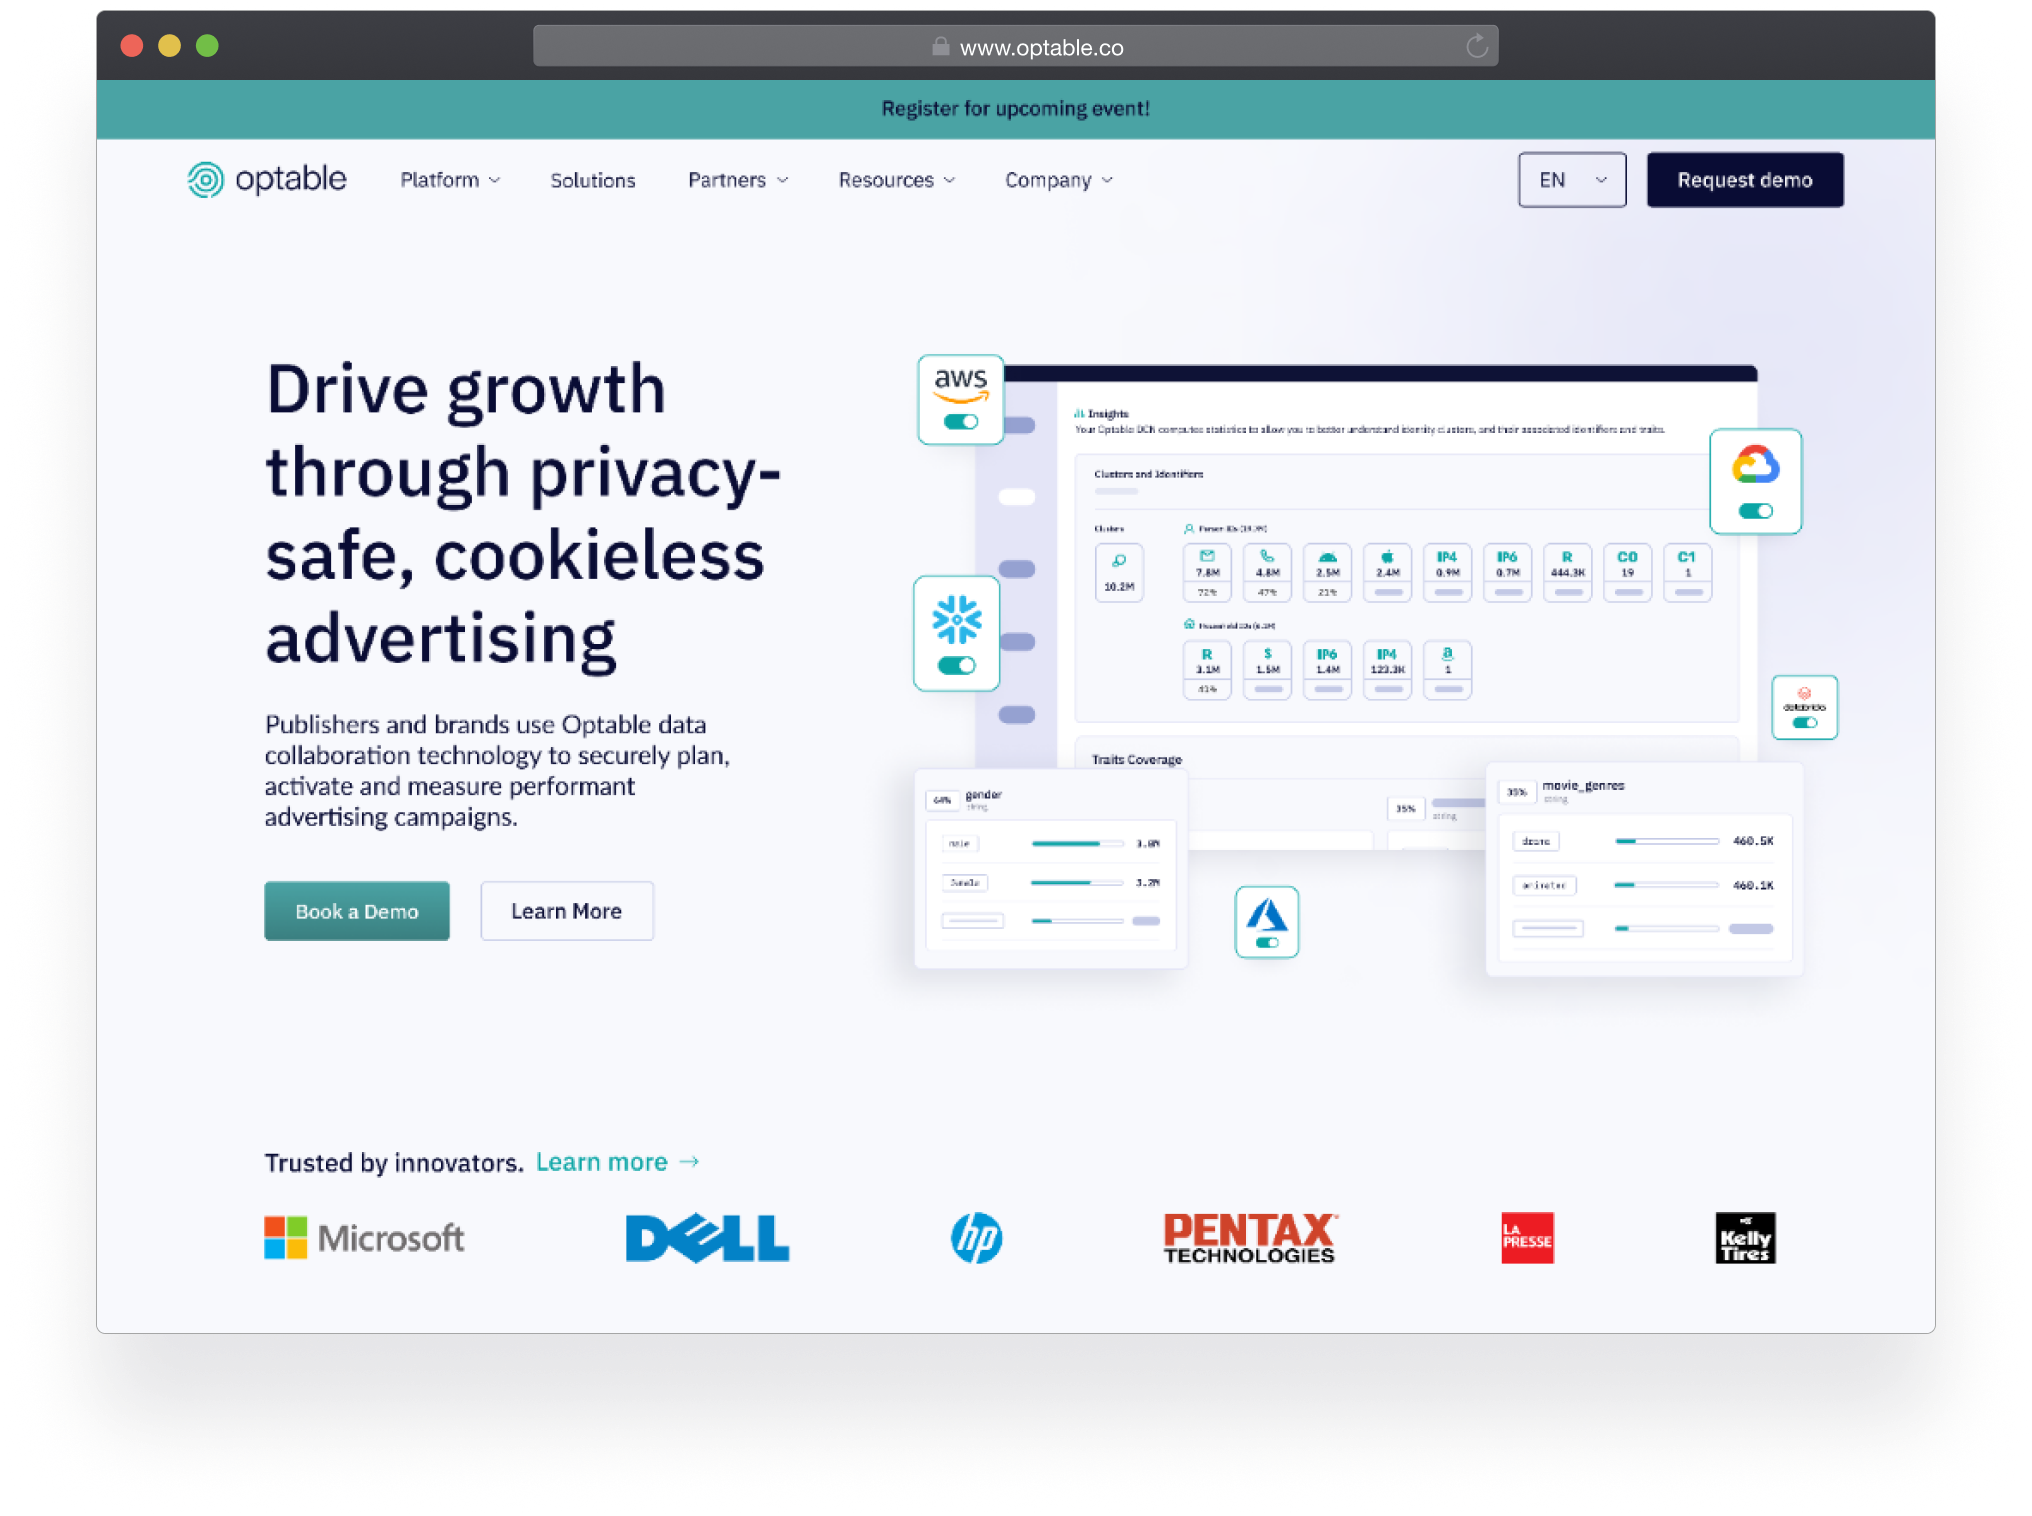 www.optable.co
Register for upcoming event!
optable
Platform
Solutions
Partners
Resources
Company
EN
Request demo
Drive growth
through privacy-
safe, cookieless
advertising
Publishers and brands use Optable data
collaboration technology to securely plan,
activate and measure performant
advertising campaigns.
Book a Demo
Learn More
aws
Insights
Your Optable DCN computes statistics to allow you to better understand identity clusters, and their associated identifiers and traits.
Clusters and Identifiers
Clusters
10.2M
7.8M
72%
4.8M
47%
2.5M
21%
2.4M
IP4
0.9M
IP6
0.7M
R
444.3K
C0
19
C1
1
R
3.1M
41%
$
1.5M
IP6
1.4M
IP4
123.3K
1
databricks
Traits Coverage
64%
gender
string
male
3.8M
female
3.2M
35%
string
35%
movie_genres
string
drama
460.5K
animated
460.1K
Trusted by innovators. Learn more →
Microsoft
DELL
hp
PENTAX
TECHNOLOGIES
LA
PRESSE
Kelly
Tires